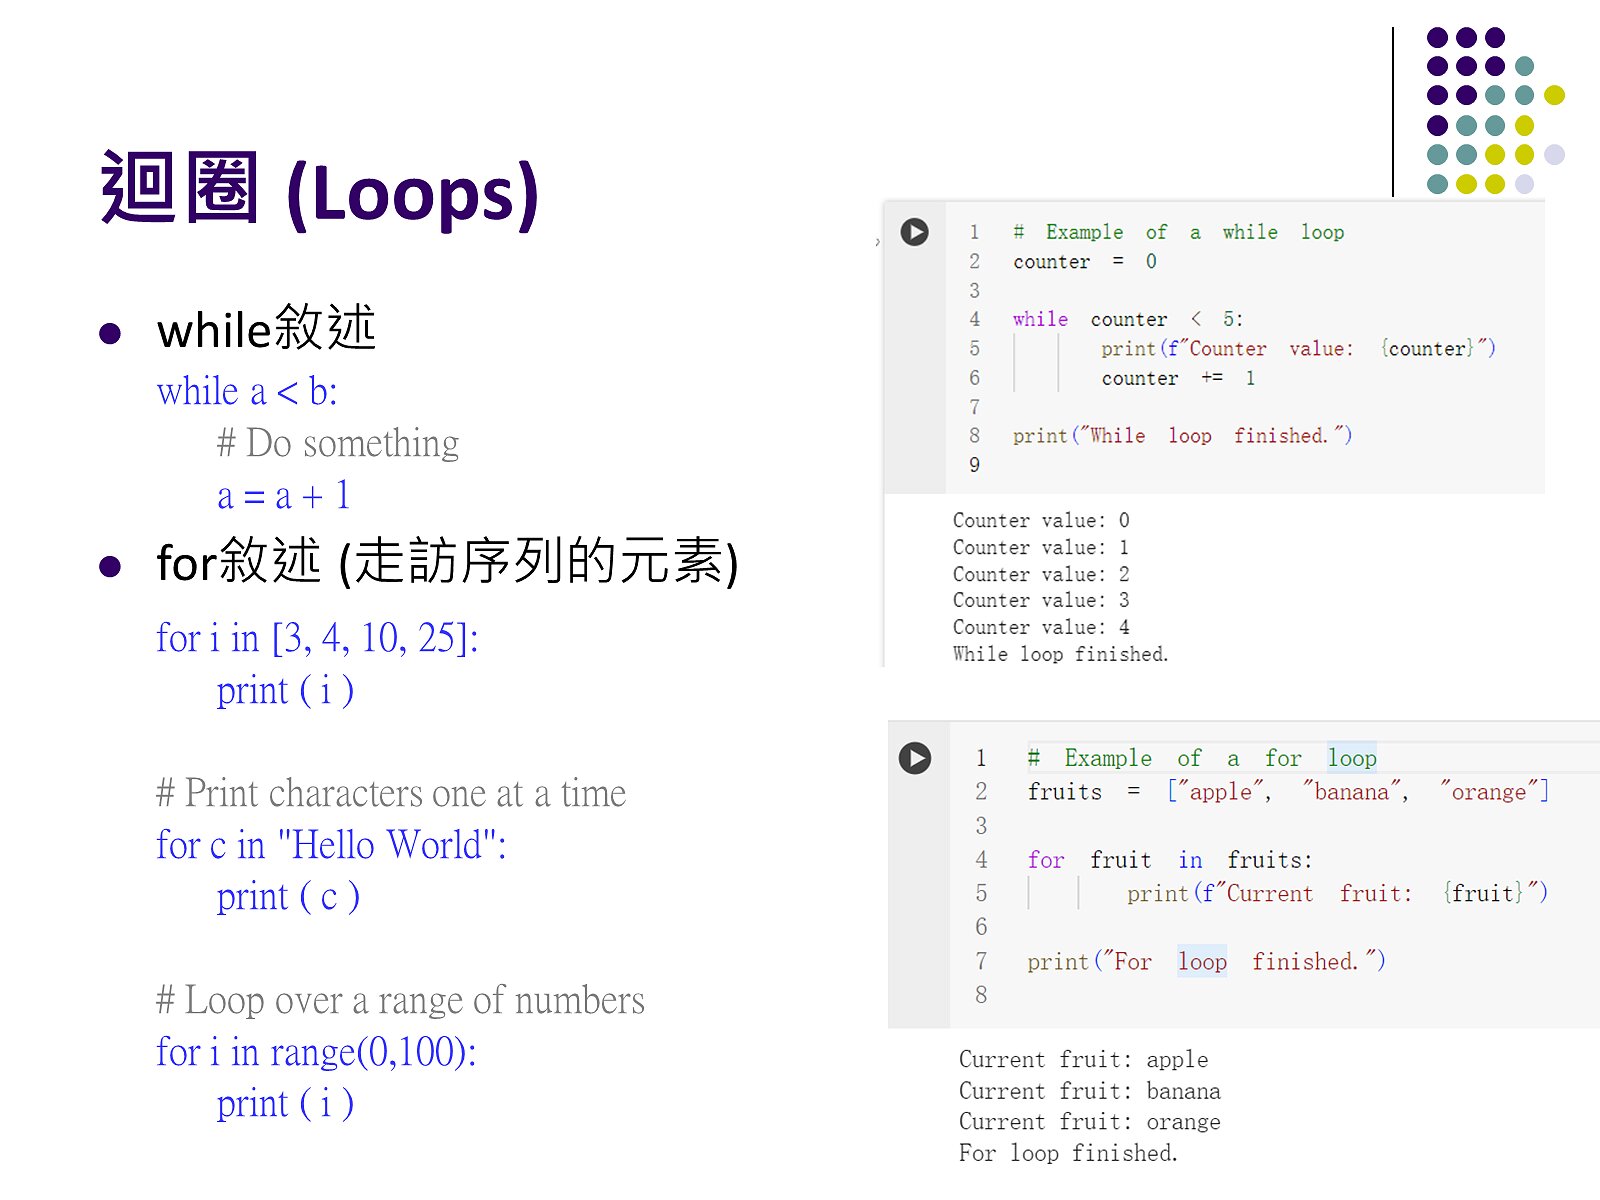 迴圈 (Loops)
while敘述
while a < b:
# Do something
a = a + 1
for敘述 (走訪序列的元素)
for i in [3, 4, 10, 25]:
print ( i )
# Print characters one at a time
for c in "Hello World":
print ( c )
# Loop over a range of numbers
for i in range(0,100):
print ( i )
1 # Example of a while loop
2 counter = 0
3
4 while counter < 5:
5 print(f"Counter value: {counter}")
6 counter += 1
7
8 print("While loop finished.")
9
Counter value: 0
Counter value: 1
Counter value: 2
Counter value: 3
Counter value: 4
While loop finished.
1 # Example of a for loop
2 fruits = ["apple", "banana", "orange"]
3
4 for fruit in fruits:
5 print(f"Current fruit: {fruit}")
6
7 print("For loop finished.")
8
Current fruit: apple
Current fruit: banana
Current fruit: orange
For loop finished.